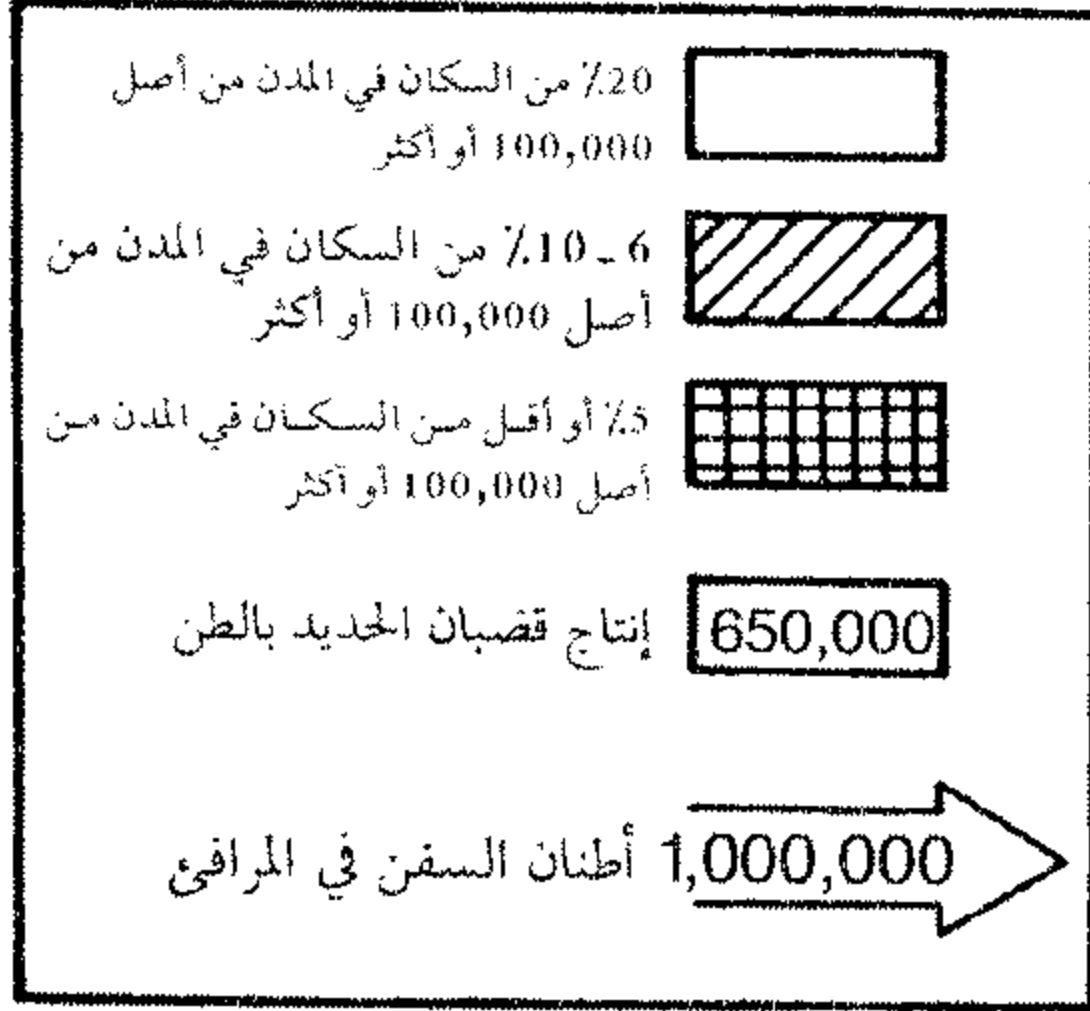 20٪ من السكان في المدن من أصل
100,000 أو أكثر
6 ـ 10٪ من السكان في المدن من
أصل 100,000 أو أكثر
5٪ أو أقل من السكان في المدن من
أصل 100,000 أو أكثر
650,000 إنتاج قضبان الحديد بالطن
1,000,000 أطنان السفن في المرافئ